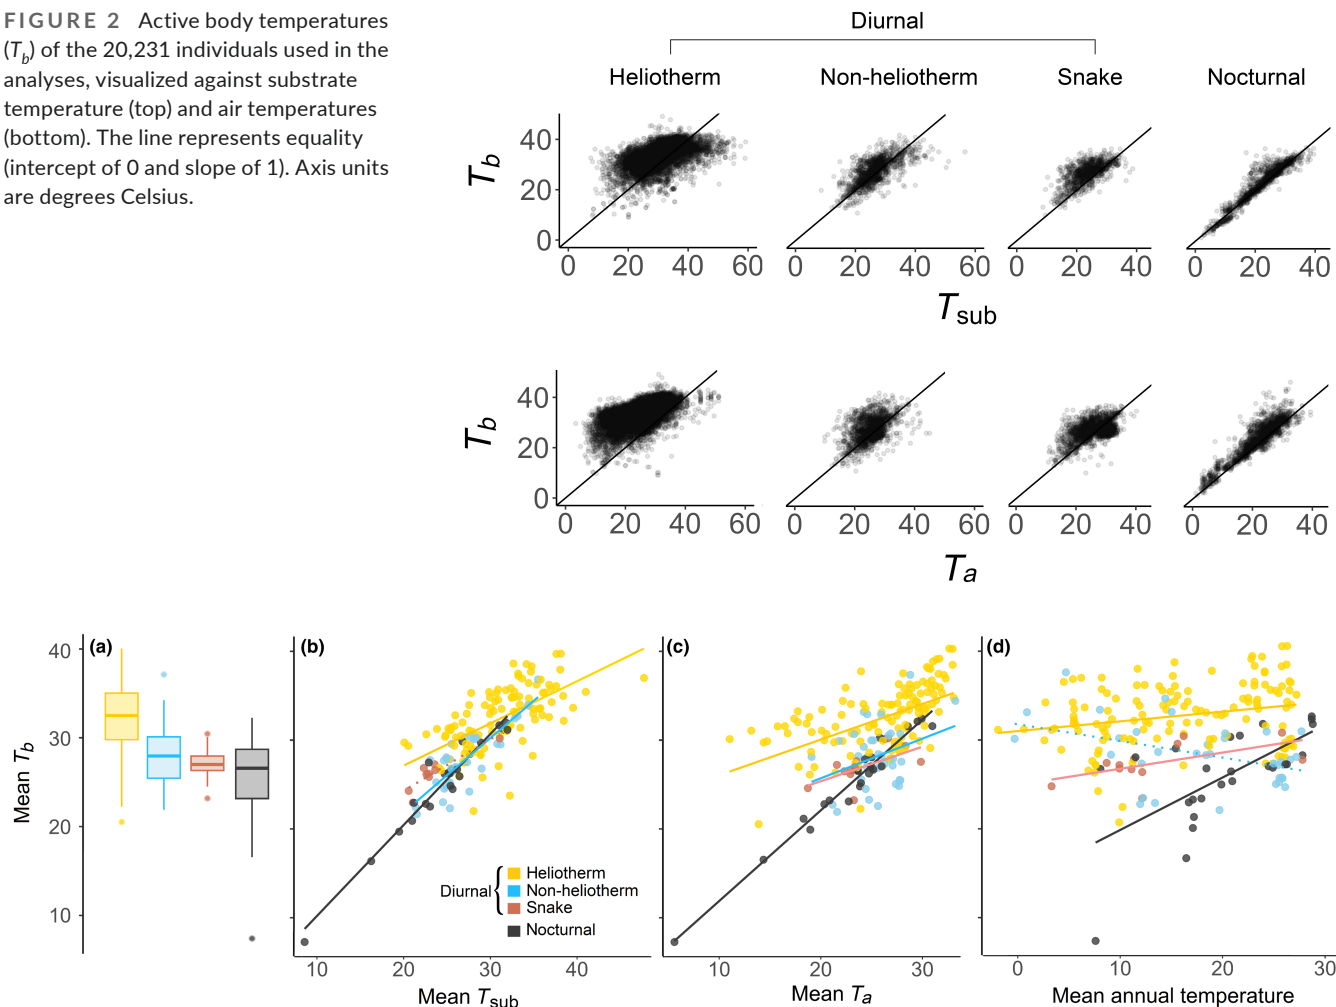 FIGURE 2 Active body temperatures
(Tb) of the 20,231 individuals used in the
analyses, visualized against substrate
temperature (top) and air temperatures
(bottom). The line represents equality
(intercept of 0 and slope of 1). Axis units
are degrees Celsius.
Diurnal
Heliotherm Non-heliotherm Snake Nocturnal
Tb
40
20
0
0 20 40 60 0 20 40 60 0 20 40 0 20 40 50
Tsub
Tb
40
20
0
0 20 40 60 0 20 40 60 0 20 40 0 20 40
Ta
Mean Tb
40
30
20
10
(a) (b) (c) (d)
Diurnal
Heliotherm
Non-heliotherm
Snake
Nocturnal
10 20 30 40 10 20 30 0 10 20 30
Mean Tsub Mean Ta Mean annual temperature